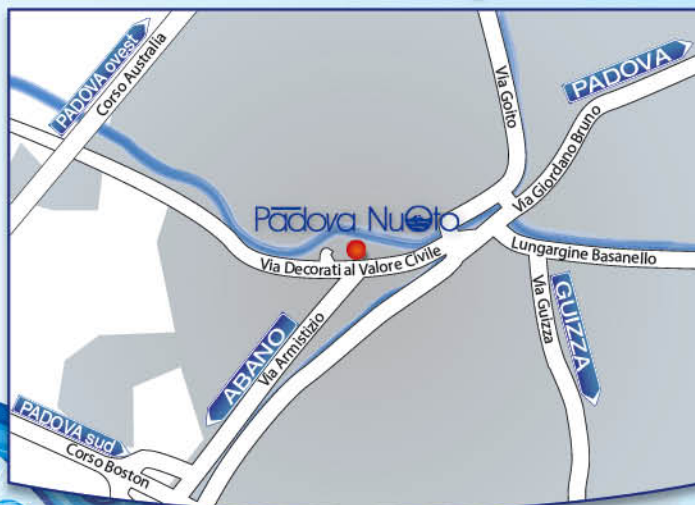 PADOVA ovest
Corso Australia
Via Goito
PADOVA
Via Giordano Bruno
Padova NuOto
Via Decorati al Valore Civile
Lungargine Basanello
Via Guizza
GUIZZA
ABANO
Via Armistizio
PADOVA sud
Corso Boston